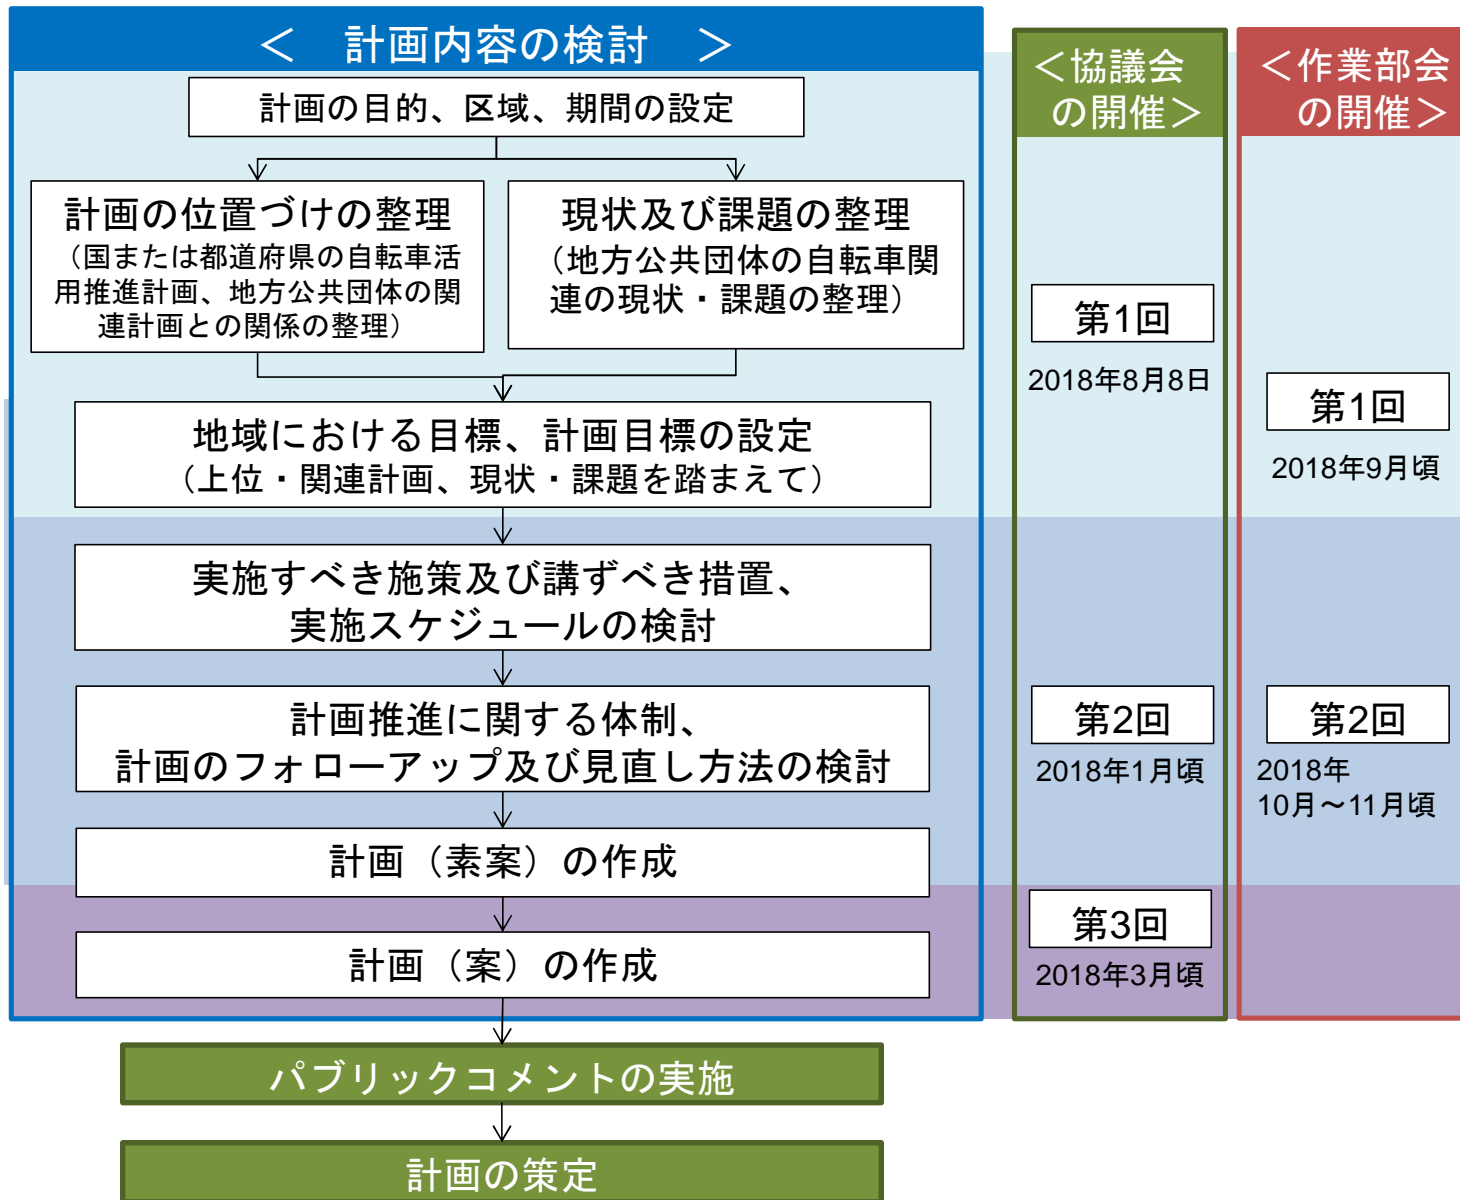 ＜　計画内容の検討　＞
計画の目的、区域、期間の設定
計画の位置づけの整理
（国または都道府県の自転車活
用推進計画、地方公共団体の関
連計画との関係の整理）
現状及び課題の整理
（地方公共団体の自転車関
連の現状・課題の整理）
地域における目標、計画目標の設定
（上位・関連計画、現状・課題を踏まえて）
実施すべき施策及び講ずべき措置、
実施スケジュールの検討
計画推進に関する体制、
計画のフォローアップ及び見直し方法の検討
計画（素案）の作成
計画（案）の作成
パブリックコメントの実施
計画の策定
＜協議会
の開催＞
第1回
2018年8月8日
第2回
2018年1月頃
第3回
2018年3月頃
＜作業部会
の開催＞
第1回
2018年9月頃
第2回
2018年
10月～11月頃